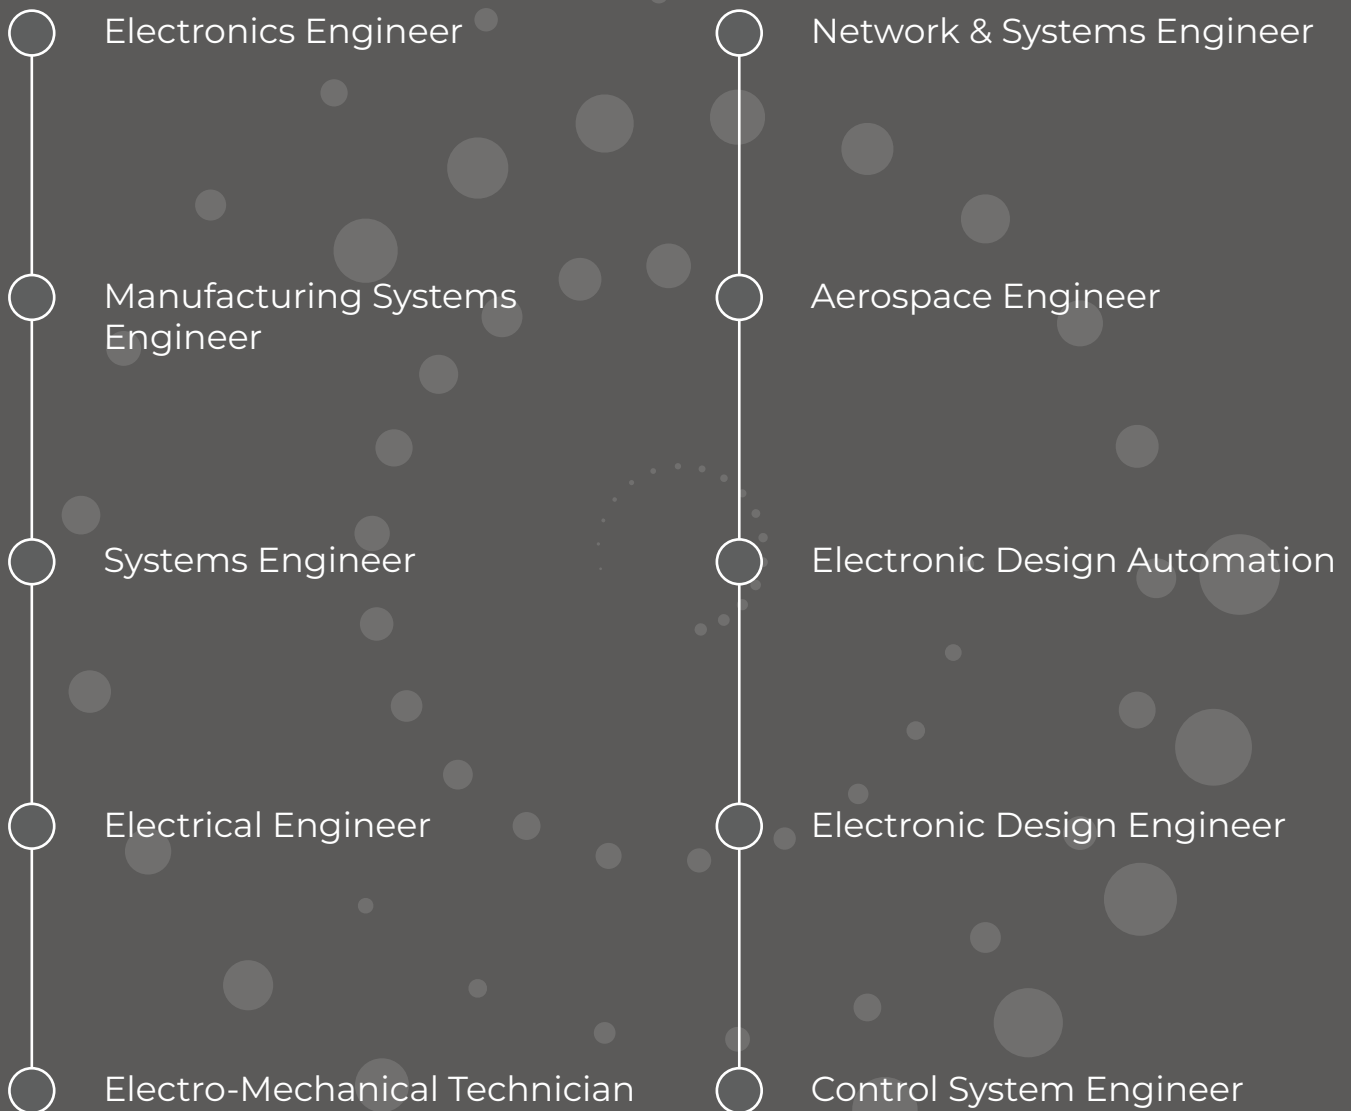 Electronics Engineer
Manufacturing Systems
Engineer
Systems Engineer
Electrical Engineer
Electro-Mechanical Technician
Network & Systems Engineer
Aerospace Engineer
Electronic Design Automation
Electronic Design Engineer
Control System Engineer